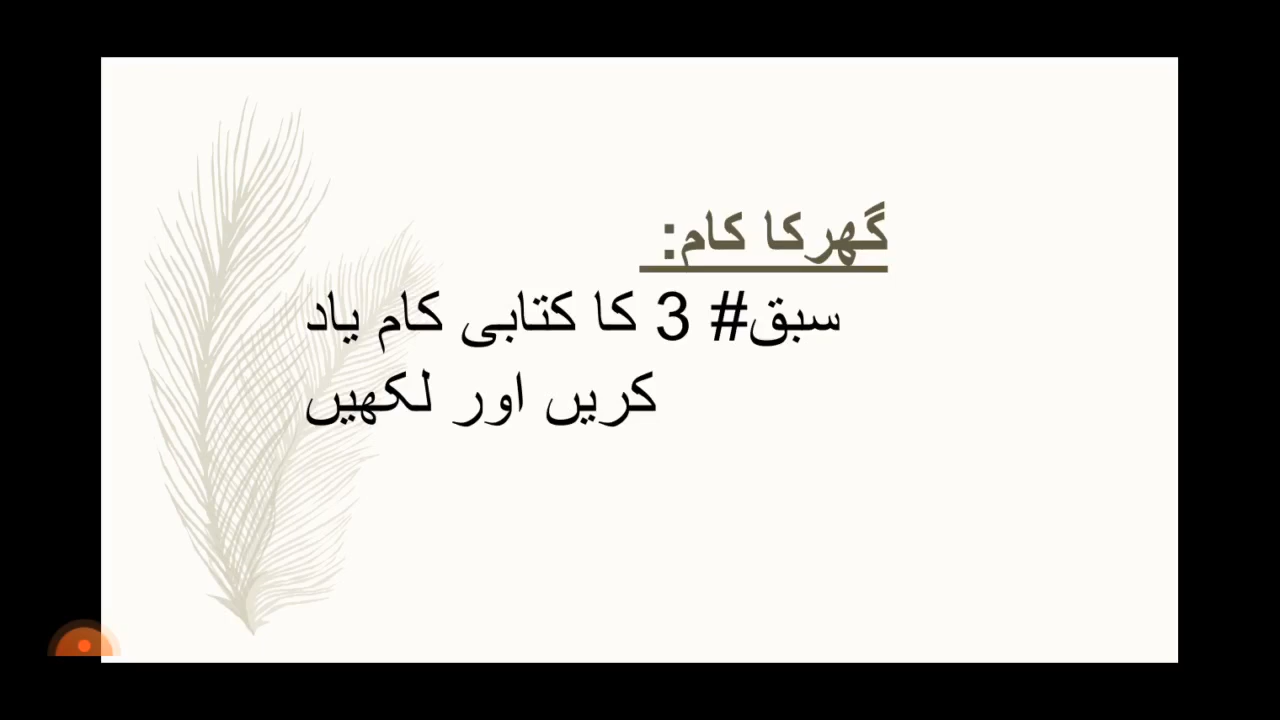 گھرکا کام:
سبق# 3 کا کتابی کام یاد
کریں اور لکھیں